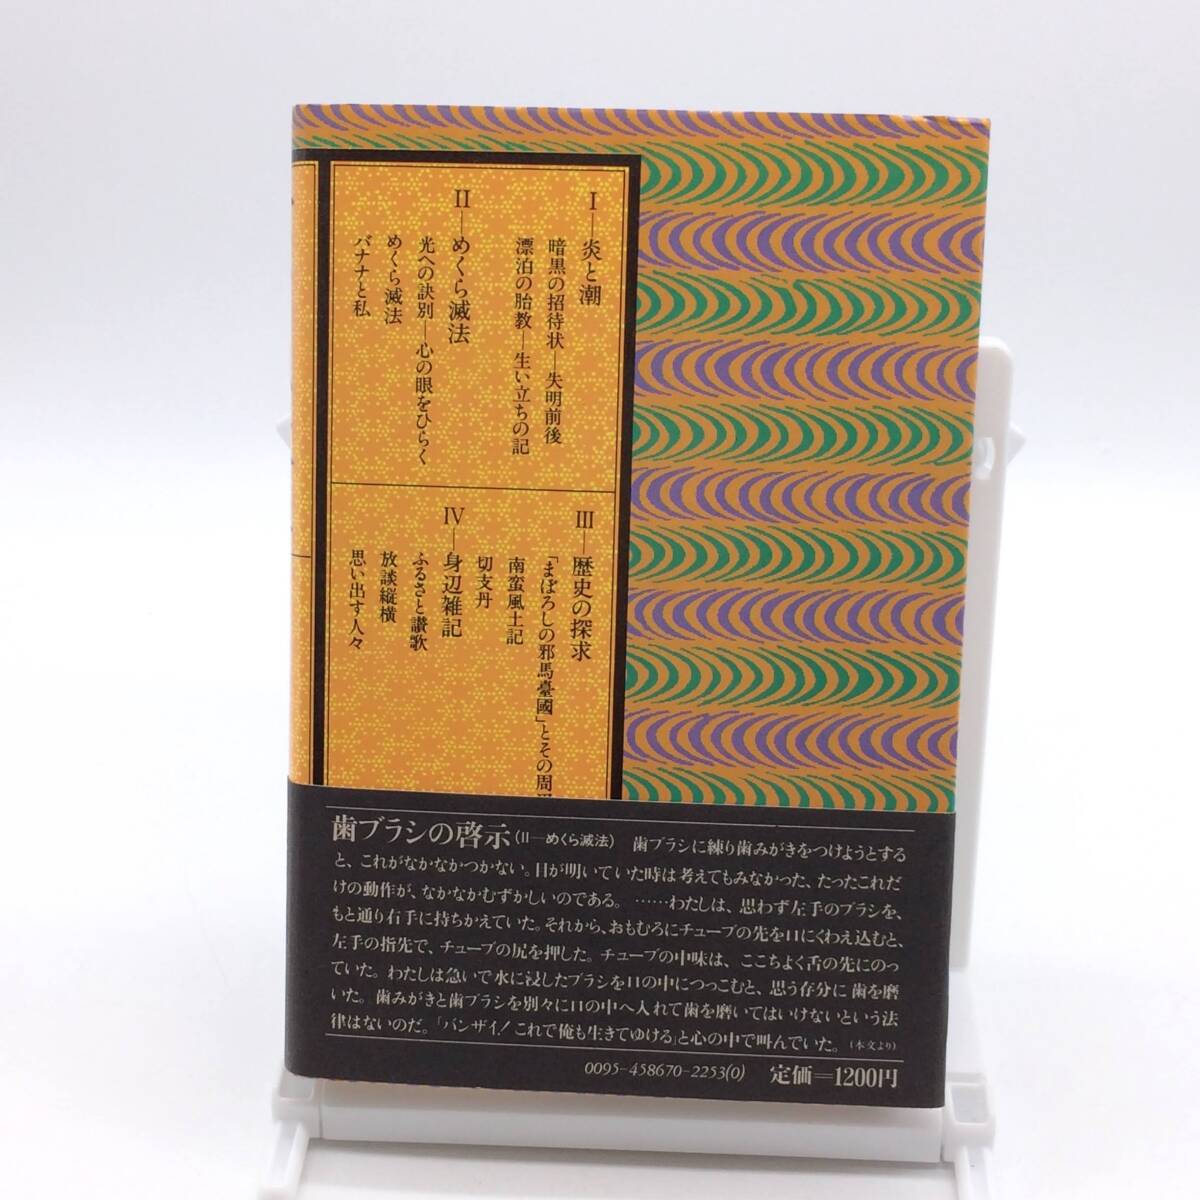 I―炎と潮
暗黒の招待状―失明前後
漂泊の胎教―生い立ちの記
II―めくら滅法
光への訣別―心の眼をひらく
めくら滅法
バナナと私
III―歴史の探求
「まぼろしの邪馬臺國」とその周
南蛮風土記
切支丹
IV―身辺雑記
ふるさと讃歌
放談縦横
思い出す人々
歯ブラシの啓示(II―めくら滅法) 歯ブラシに練り歯みがきをつけようとする
と、これがなかなかつかない。目が明いていた時は考えてもみなかった、たったこれだ
けの動作が、なかなかむずかしいのである。……わたしは、思わず左手のブラシを、
もと通り右手に持ちかえていた。それから、おもむろにチューブの先を口にくわえ込むと、
左手の指先で、チューブの尻を押した。チューブの中味は、ここちよく舌の先にのっ
ていた。わたしは急いで水に浸したブラシを口の中につっこむと、思う存分に歯を磨
いた。歯みがきと歯ブラシを別々に口の中へ入れて歯を磨いてはいけないという法
律はないのだ。「バンザイ!これで俺も生きてゆける」と心の中で叫んでいた。(本文より)
0095-458670-2253(0) 定価=1200円